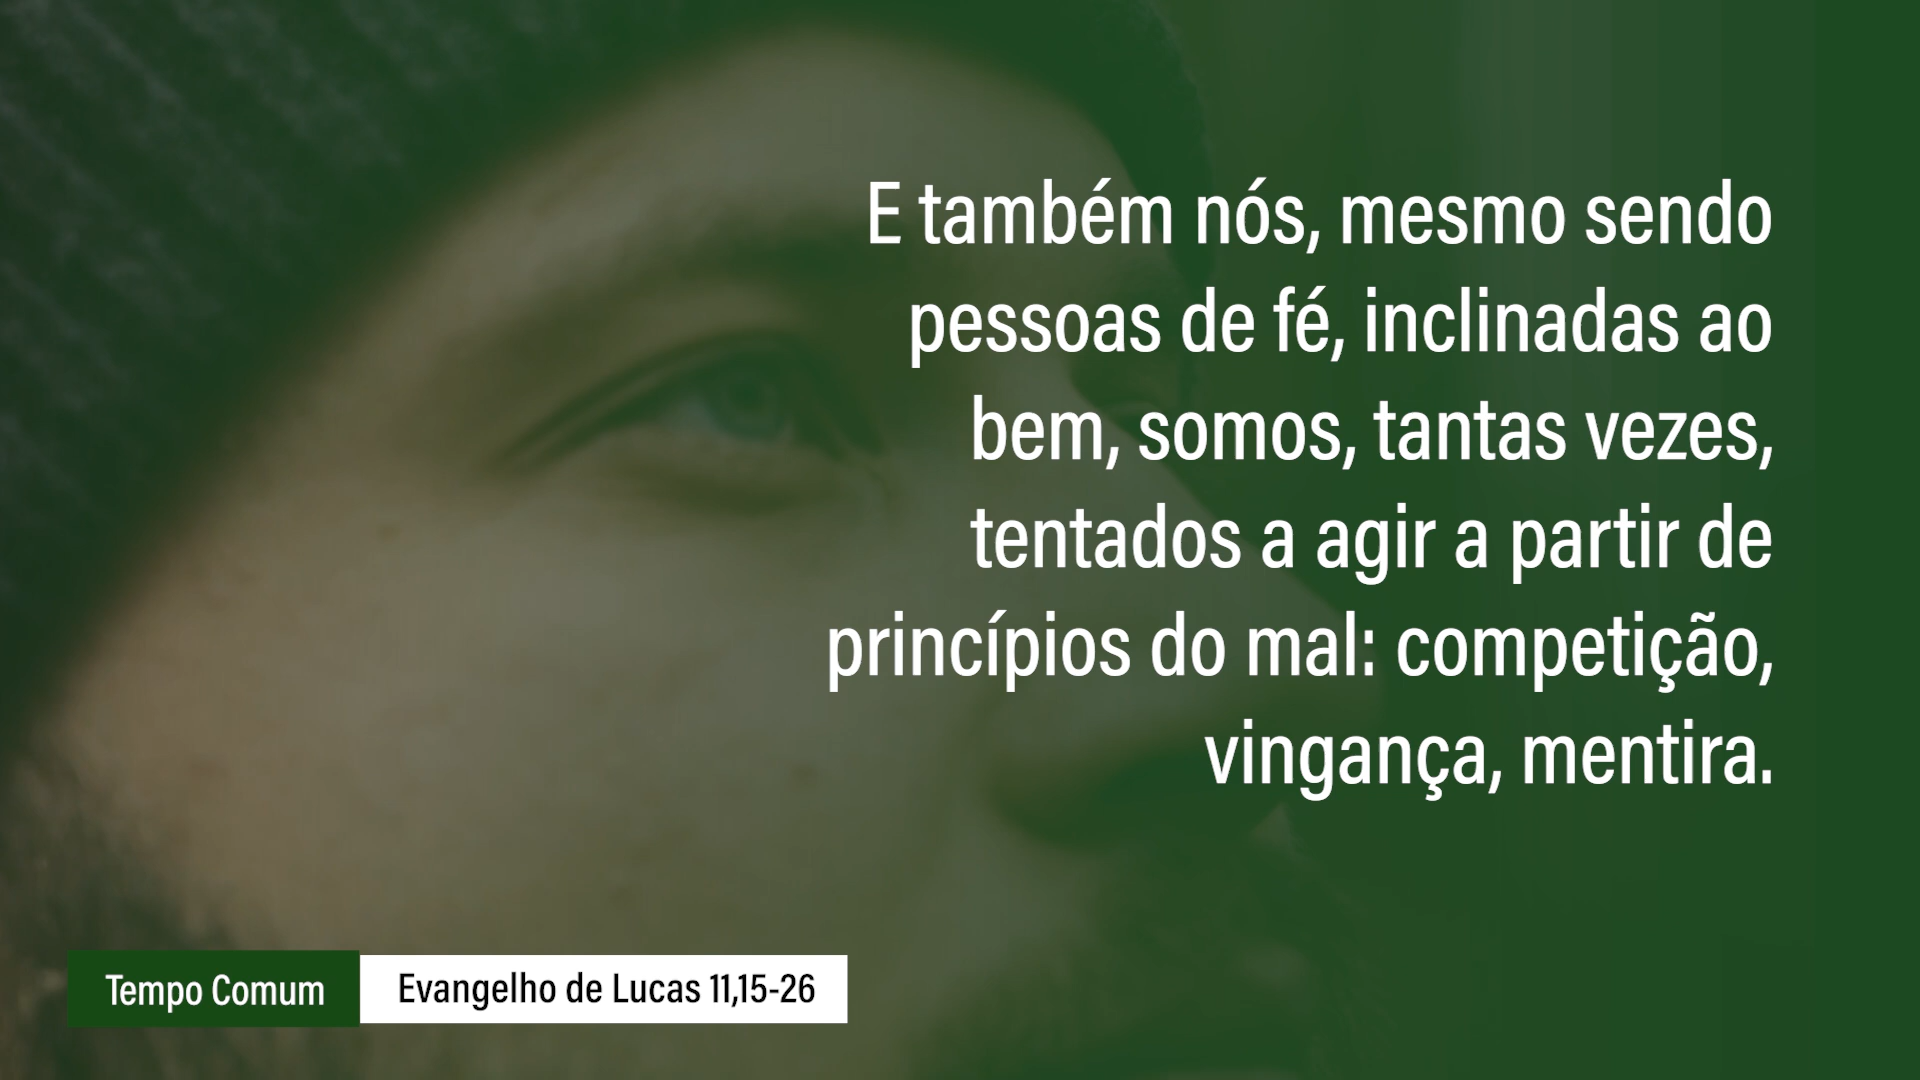 E também nós, mesmo sendo
pessoas de fé, inclinadas ao
bem, somos, tantas vezes,
tentados a agir a partir de
princípios do mal: competição,
vingança, mentira.
Tempo Comum
Evangelho de Lucas 11,15-26